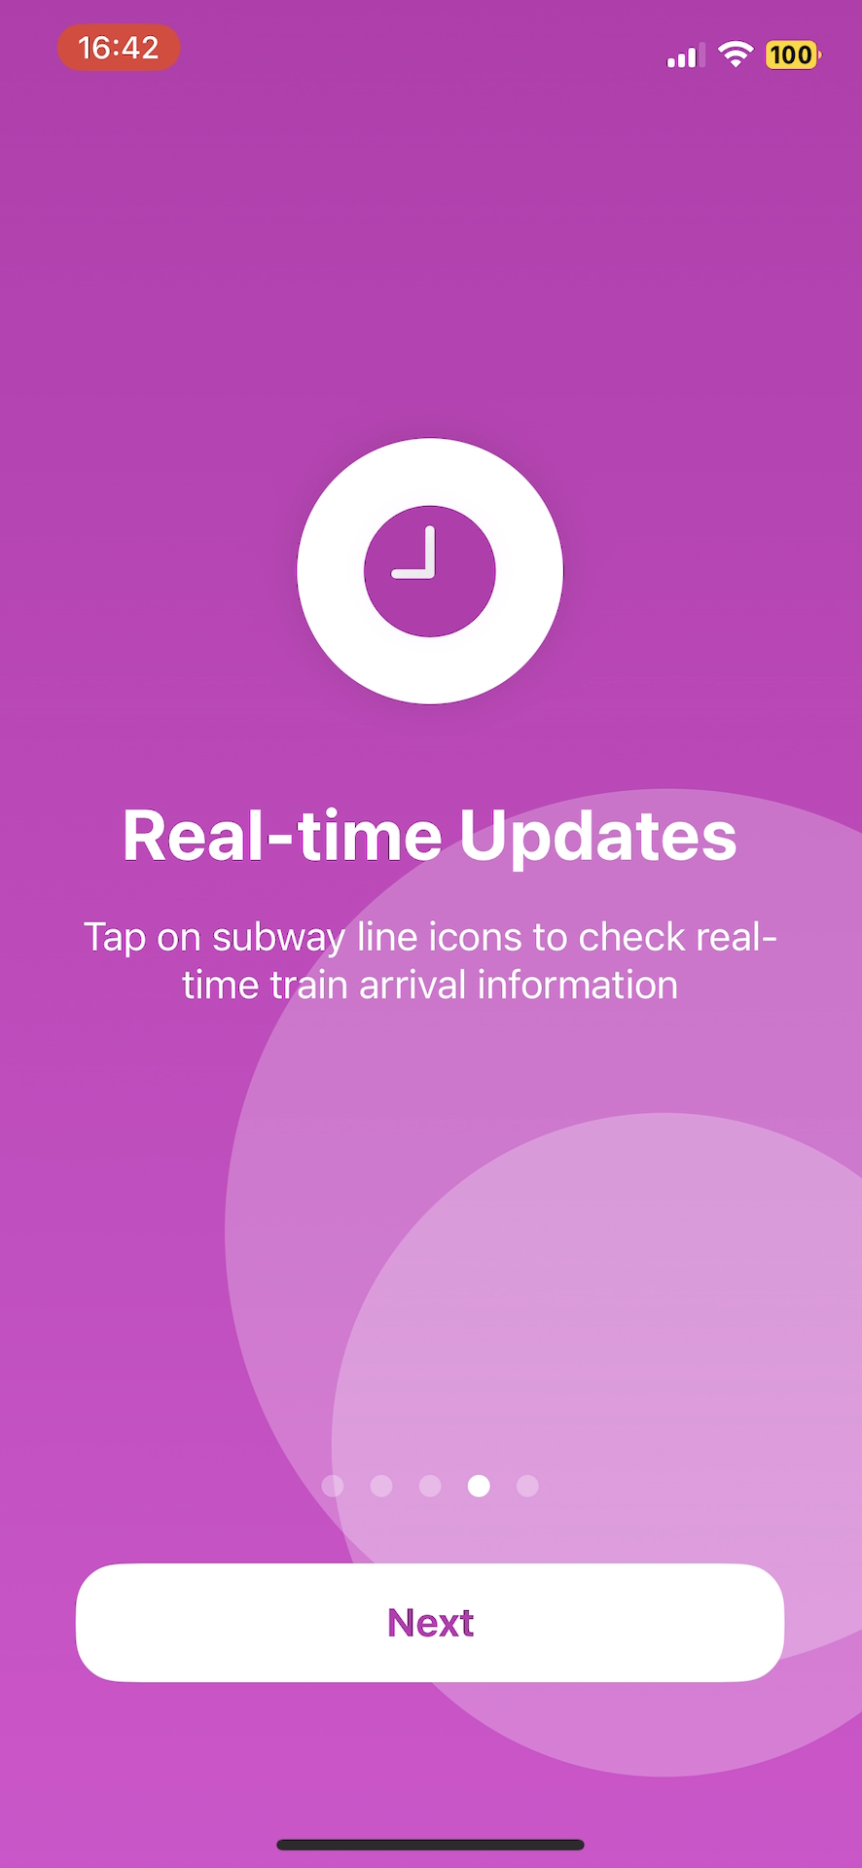 16:42
100
Real-time Updates
Tap on subway line icons to check real-
time train arrival information
Next